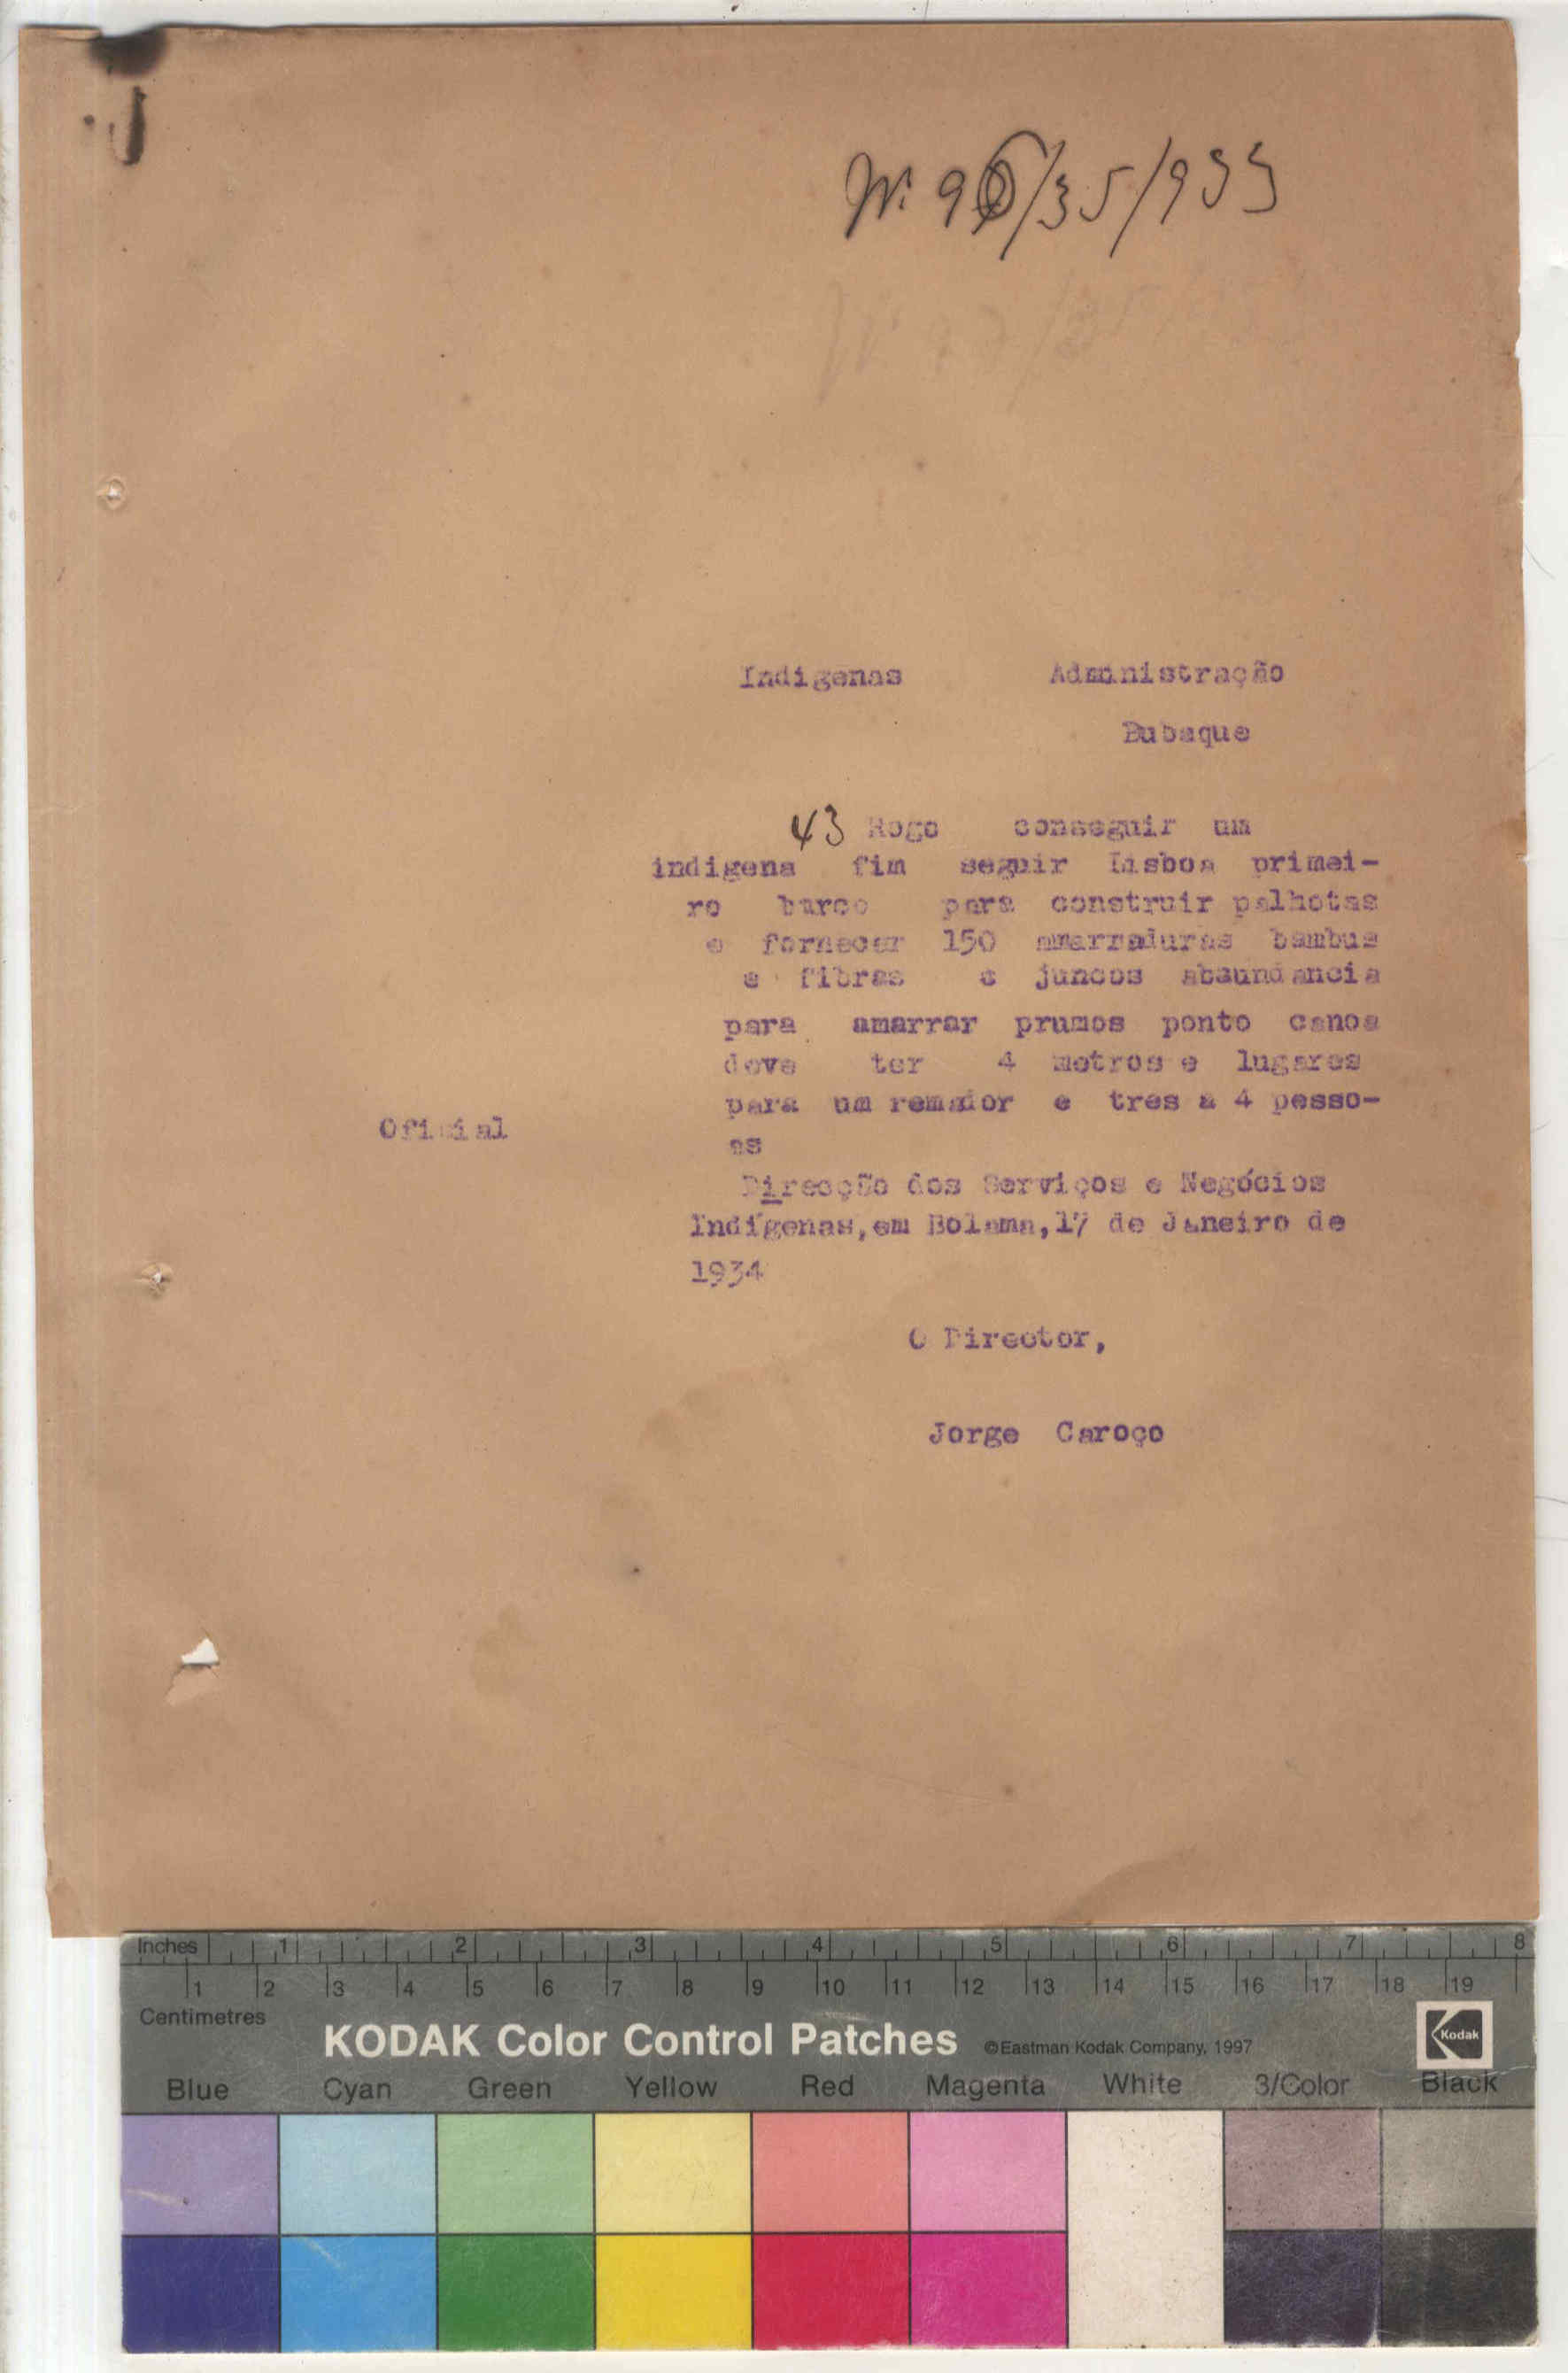 Nº 96/35/933
Indigenas Administração
Bubaque
43 Rogo conseguir um
indigena fim seguir Lisboa primei-
ro barco para construir palhotas
e fornecer 150 amarraduras bambus
e fibras e juncos abaundancia
para amarrar prumos ponto canoa
deve ter 4 metros e lugares
para um remador e tres a 4 pesso-
Oficial
as
Direcção dos Serviços e Negócios
Indígenas, em Bolama, 17 de Janeiro de
1934
O Director,
Jorge Caroço
Inches 1 2 3 4 5 6 7 8
1 2 3 4 5 6 7 8 9 10 11 12 13 14 15 16 17 18 19
Centimetres
KODAK Color Control Patches ©Eastman Kodak Company, 1997 Kodak
Blue Cyan Green Yellow Red Magenta White 3/Color Black